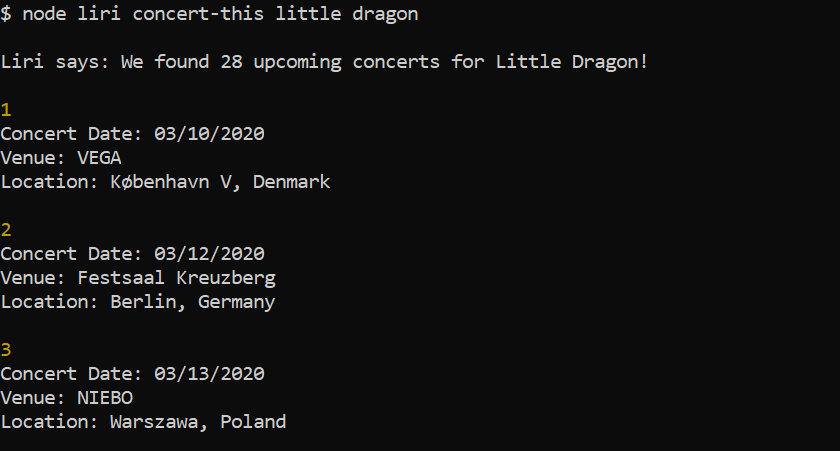 $ node liri concert-this little dragon
Liri says: We found 28 upcoming concerts for Little Dragon!
1
Concert Date: 03/10/2020
Venue: VEGA
Location: København V, Denmark
2
Concert Date: 03/12/2020
Venue: Festsaal Kreuzberg
Location: Berlin, Germany
3
Concert Date: 03/13/2020
Venue: NIEBO
Location: Warszawa, Poland